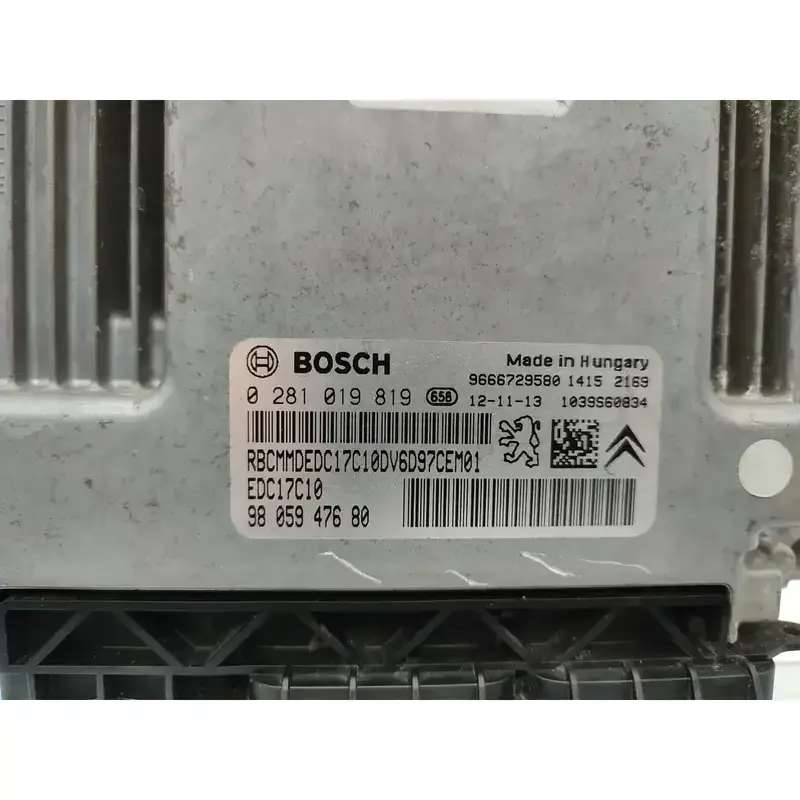 BOSCH Made in Hungary
9666729580 1415 2169
0 281 019 819 658 12-11-13 1039S60834
RBCMMDEDC17C10DV6D97CEM01
EDC17C10
98 059 476 80